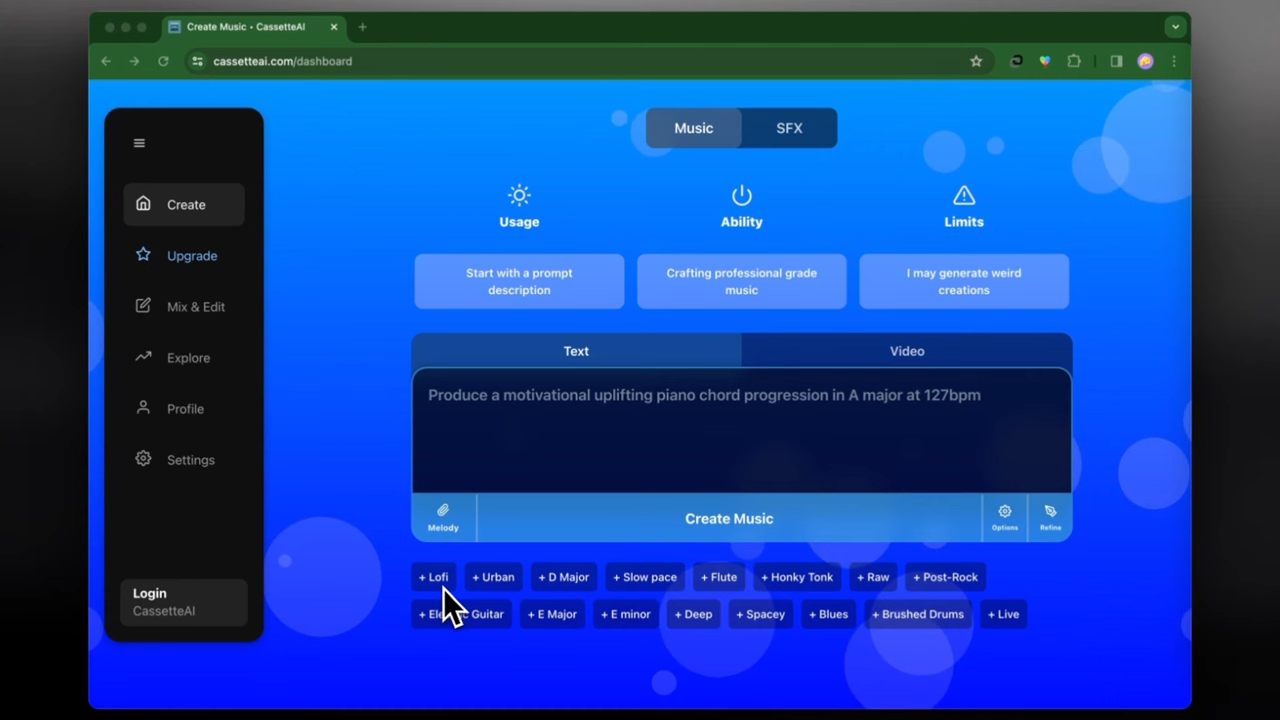 Create Music • CassetteAI
cassetteai.com/dashboard
Music
SFX
Create
Upgrade
Mix & Edit
Explore
Profile
Settings
Login
CassetteAI
Usage
Ability
Limits
Start with a prompt
description
Crafting professional grade
music
I may generate weird
creations
Text
Video
Produce a motivational uplifting piano chord progression in A major at 127bpm
Melody
Create Music
Options
Refine
+ Lofi
+ Urban
+ D Major
+ Slow pace
+ Flute
+ Honky Tonk
+ Raw
+ Post-Rock
+ Guitar
+ E Major
+ E minor
+ Deep
+ Spacey
+ Blues
+ Brushed Drums
+ Live